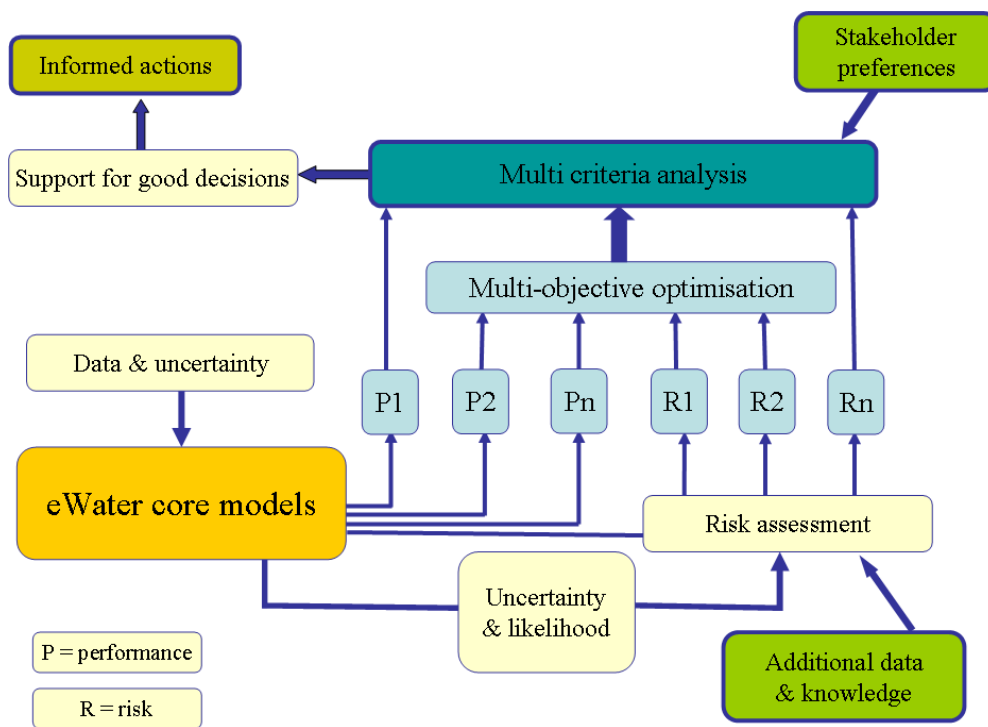 Stakeholder
preferences
Informed actions
Support for good decisions
Multi criteria analysis
Multi-objective optimisation
Data & uncertainty
P1
P2
Pn
R1
R2
Rn
eWater core models
Risk assessment
Uncertainty
& likelihood
Additional data
& knowledge
P = performance
R = risk